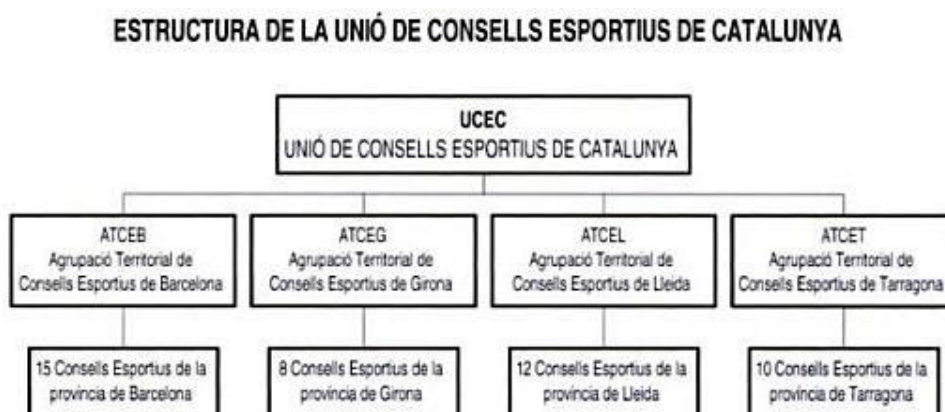 ESTRUCTURA DE LA UNIÓ DE CONSELLS ESPORTIUS DE CATALUNYA
UCEC
UNIÓ DE CONSELLS ESPORTIUS DE CATALUNYA
ATCEB
Agrupació Territorial de
Consells Esportius de Barcelona
ATCEG
Agrupació Territorial de
Consells Esportius de Girona
ATCEL
Agrupació Territorial de
Consells Esportius de Lleida
ATCET
Agrupació Territorial de
Consells Esportius de Tarragona
15 Consells Esportius de la
província de Barcelona
8 Consells Esportius de la
província de Girona
12 Consells Esportius de la
província de Lleida
10 Consells Esportius de la
província de Tarragona